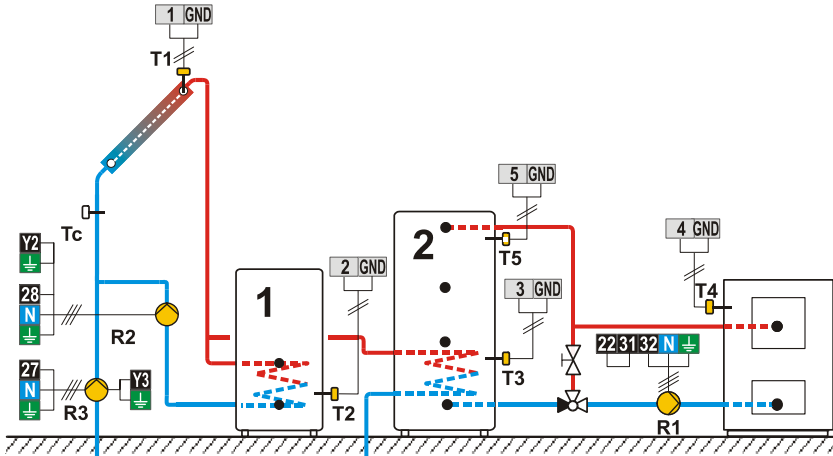 1 GND
T1
5 GND
Tc
Y2
4 GND
2
T5
1
2 GND
T4
28
N
R2
3 GND
22 31 32 N
27
N
R3
Y3
T3
T2
R1